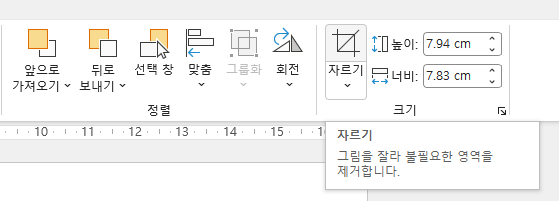 앞으로
가져오기
뒤로
보내기
선택 창
맞춤
그룹화
회전
정렬
자르기
높이: 7.94 cm
너비: 7.83 cm
크기
10 11 12 13 14 15
자르기
그림을 잘라 불필요한 영역을
제거합니다.